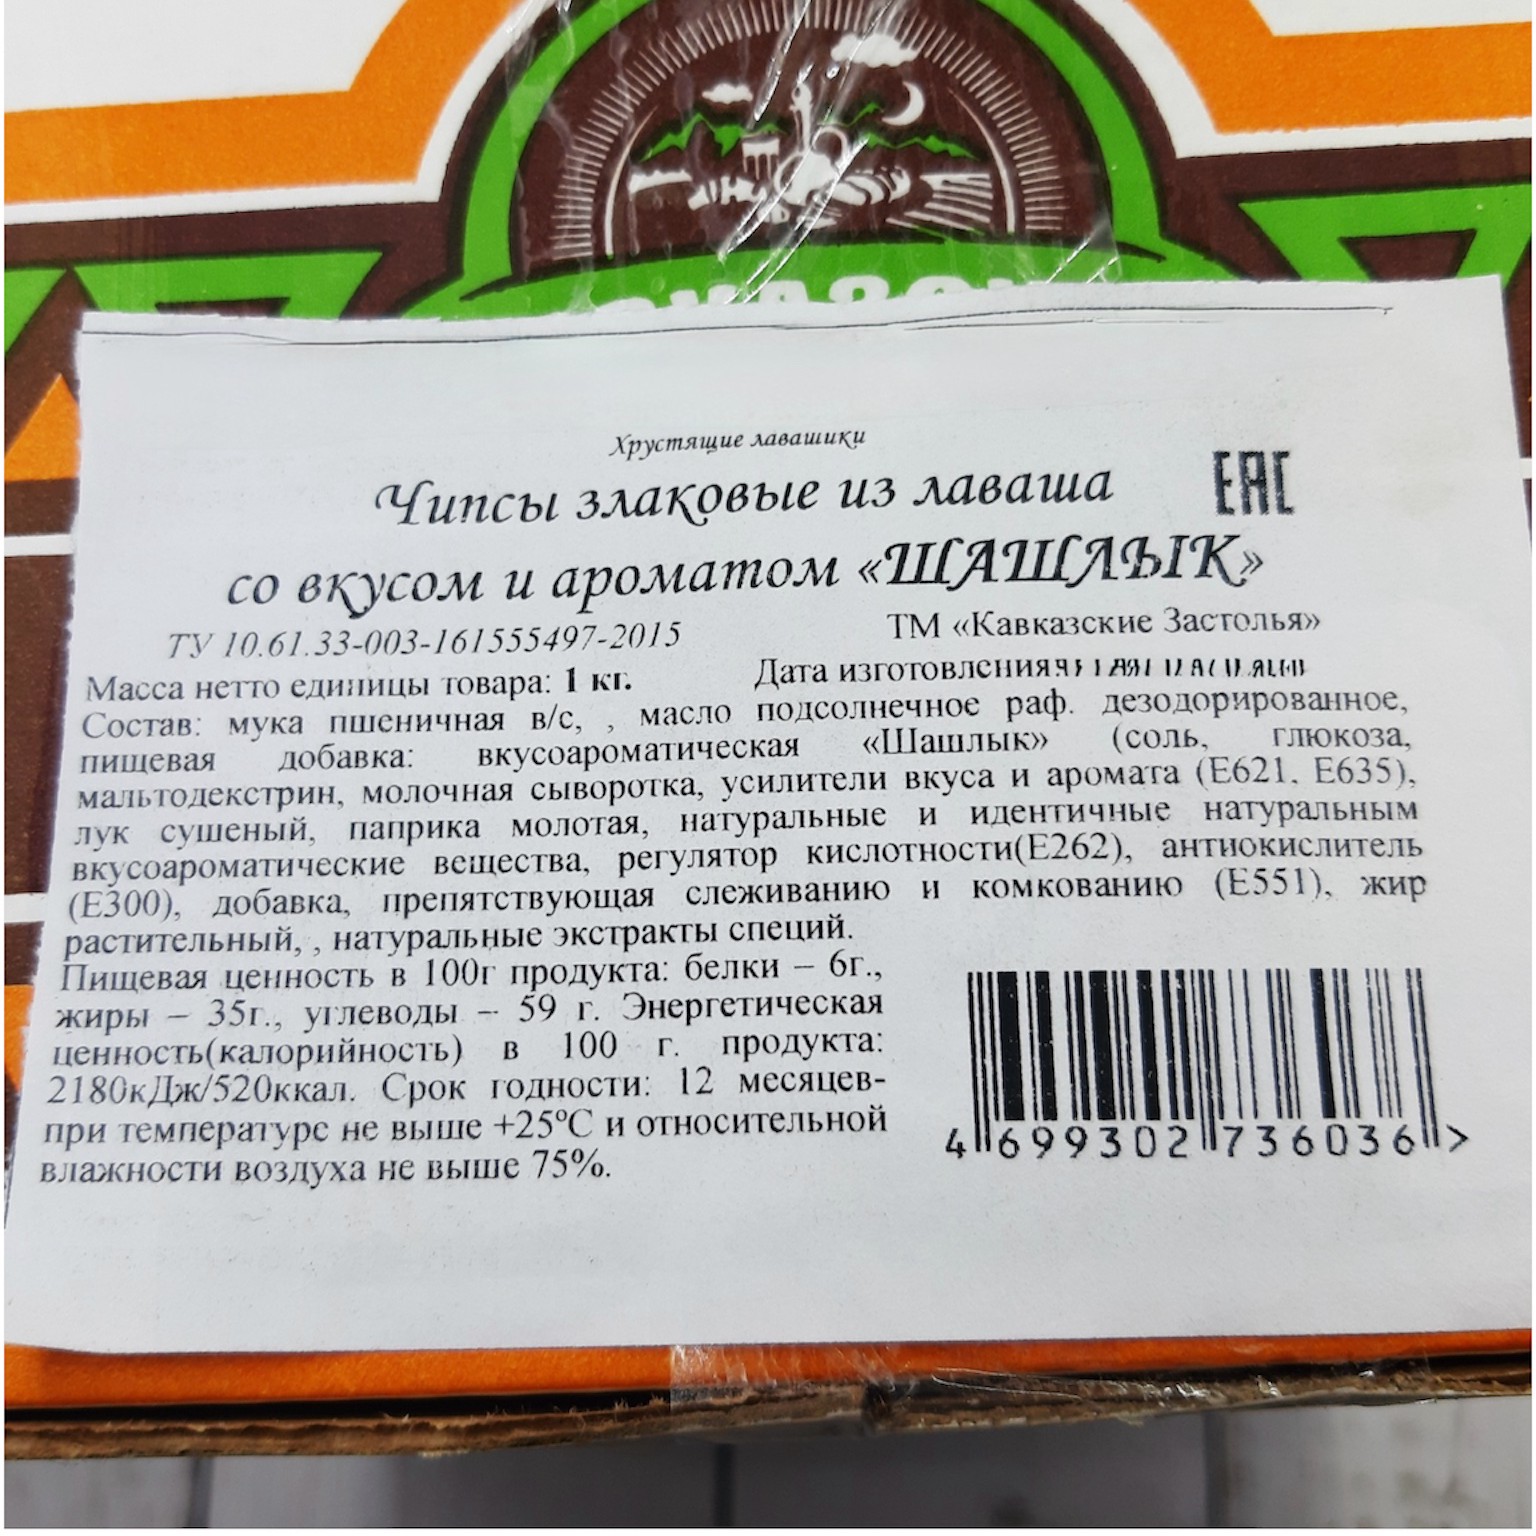 Хрустящие лавашики
Чипсы злаковые из лаваша
EAC
со вкусом и ароматом «ШАШЛЫК»
ТУ 10.61.33-003-161555497-2015
ТМ «Кавказские Застолья»
Масса нетто единицы товара: 1 кг.
Дата изготовления
Состав: мука пшеничная в/с, , масло подсолнечное раф. дезодорированное,
пищевая добавка: вкусоароматическая «Шашлык» (соль, глюкоза,
мальтодекстрин, молочная сыворотка, усилители вкуса и аромата (Е621, Е635),
лук сушеный, паприка молотая, натуральные и идентичные натуральным
вкусоароматические вещества, регулятор кислотности(Е262), антиокислитель
(Е300), добавка, препятствующая слеживанию и комкованию (Е551), жир
растительный, , натуральные экстракты специй.
Пищевая ценность в 100г продукта: белки – 6г.,
жиры – 35г., углеводы – 59 г. Энергетическая
ценность(калорийность) в 100 г. продукта:
2180кДж/520ккал. Срок годности: 12 месяцев-
при температуре не выше +25°С и относительной
влажности воздуха не выше 75%.
4 699302 736036 >